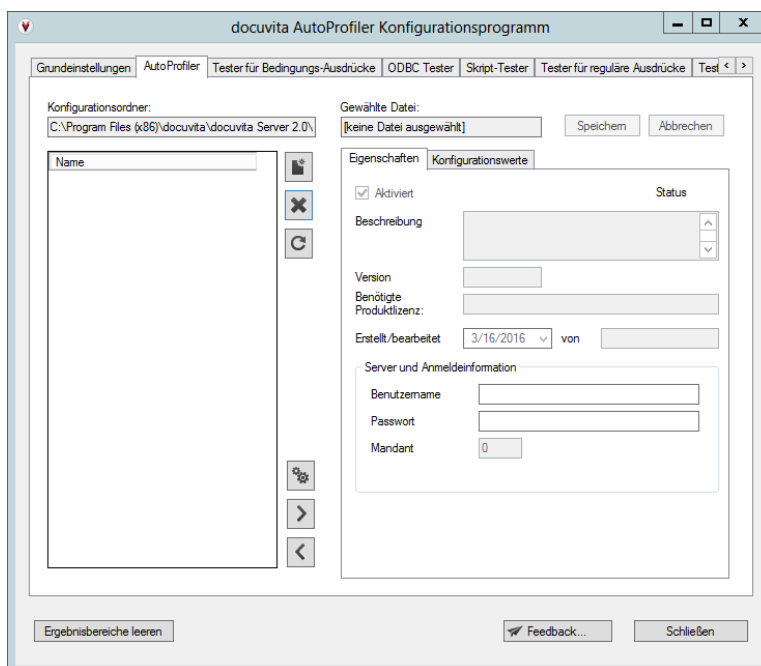 docuvita AutoProfiler Konfigurationsprogramm
Grundeinstellungen AutoProfiler Tester für Bedingungs-Ausdrücke ODBC Tester Skript-Tester Tester für reguläre Ausdrücke
Konfigurationsordner:
C:\Program Files (x86)\docuvita\docuvita Server 2.0\
Name
Gewählte Datei:
[keine Datei ausgewählt]
Speichern Abbrechen
Eigenschaften Konfigurationswerte
Aktiviert Status
Beschreibung
Version
Benötigte
Produktlizenz:
Erstellt/bearbeitet 3/16/2016 von
Server und Anmeldeinformation
Benutzername
Passwort
Mandant 0
Ergebnisbereiche leeren Feedback... Schließen